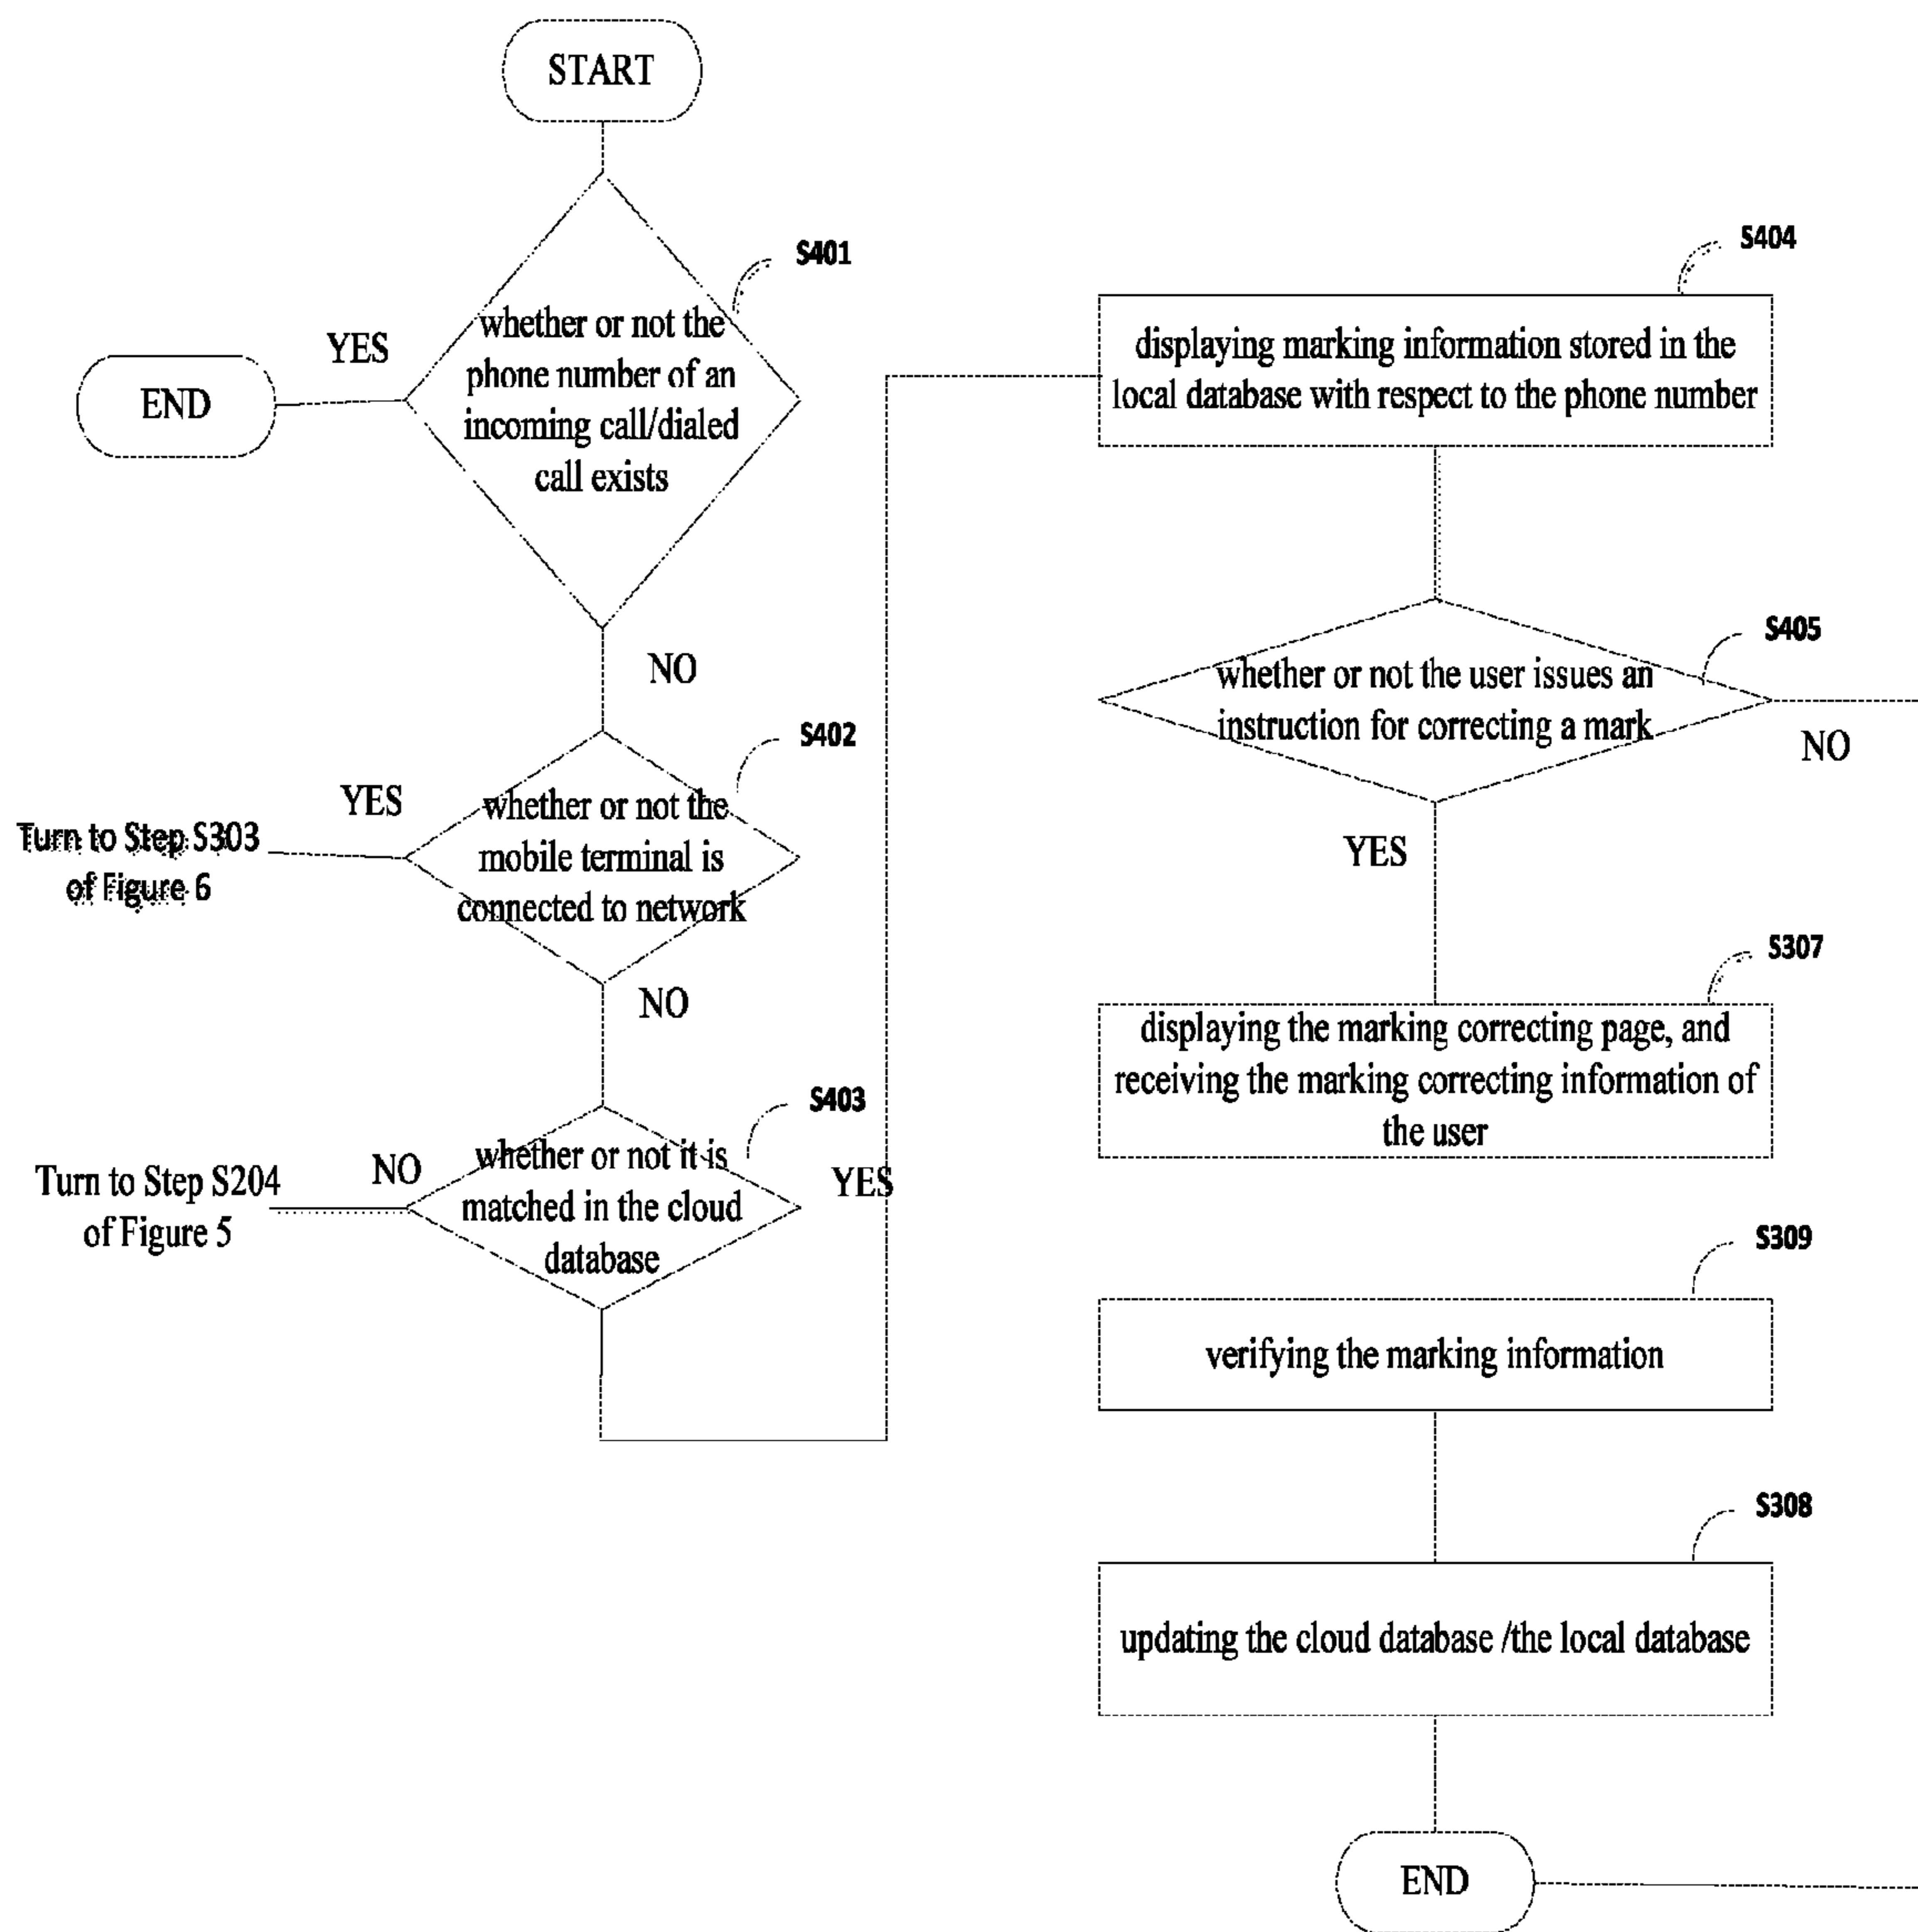 START
S401
whether or not the
phone number of an
incoming call/dialed
call exists
YES
END
NO
S402
whether or not the
mobile terminal is
connected to network
YES
Turn to Step S303
of Figure 6
NO
S403
whether or not it is
matched in the cloud
database
NO
Turn to Step S204
of Figure 5
YES
S404
displaying marking information stored in the
local database with respect to the phone number
S405
whether or not the user issues an
instruction for correcting a mark
NO
YES
S307
displaying the marking correcting page, and
receiving the marking correcting information of
the user
S309
verifying the marking information
S308
updating the cloud database /the local database
END